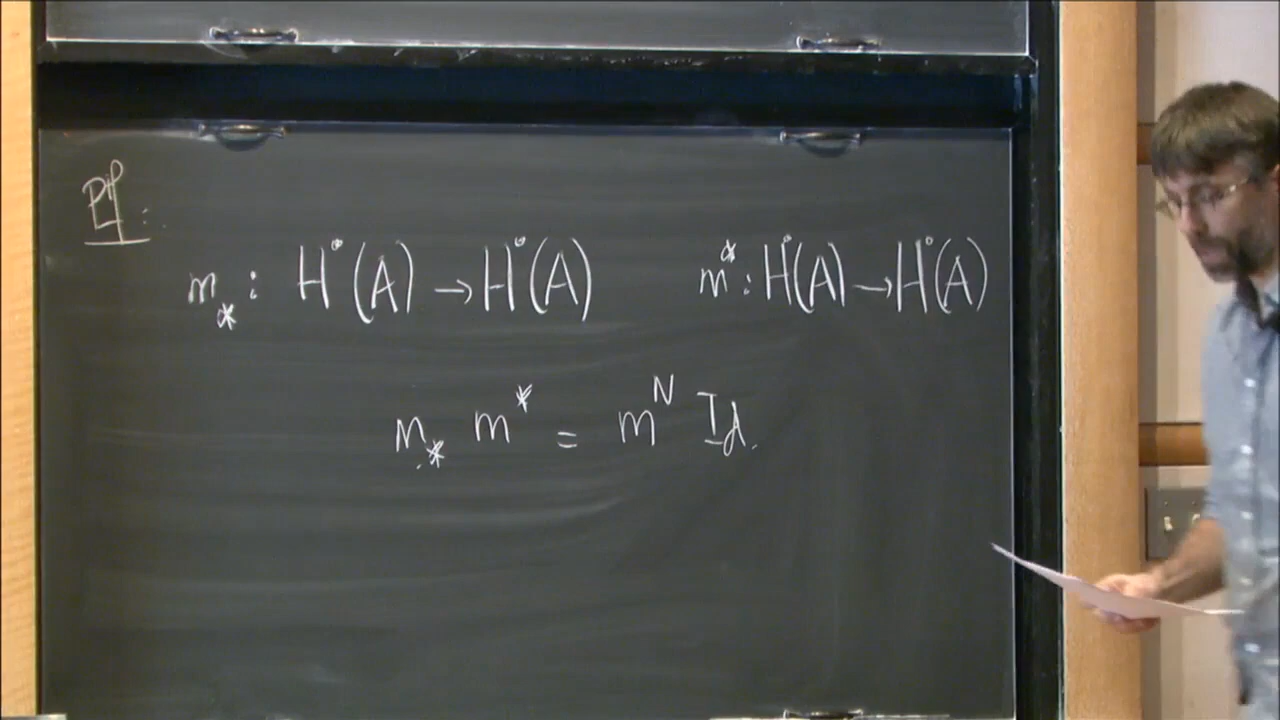 Pf:
m_* : H^•(A) → H^•(A)    m^* : H^•(A) → H^•(A)
m_* m^* = m^N Id.